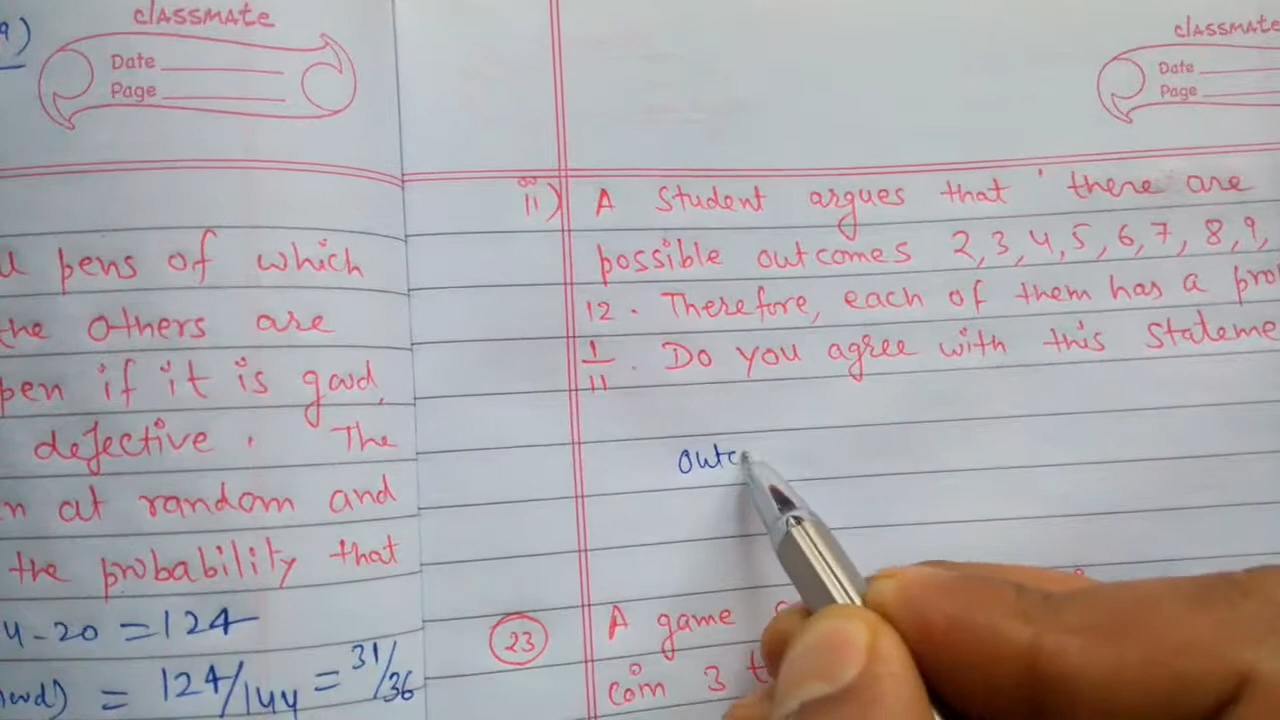 9)
classmate
Date
Page
pens of which
the others are
pen if it is good,
defective. The
at random and
the probability that
- 20 = 124
= 124/144 = 31/36
classmate
Date
Page
ii) A student argues that 'there are
possible outcomes 2, 3, 4, 5, 6, 7, 8, 9,
12. Therefore, each of them has a
1/11. Do you agree with this
outc
23 A game
coin 3